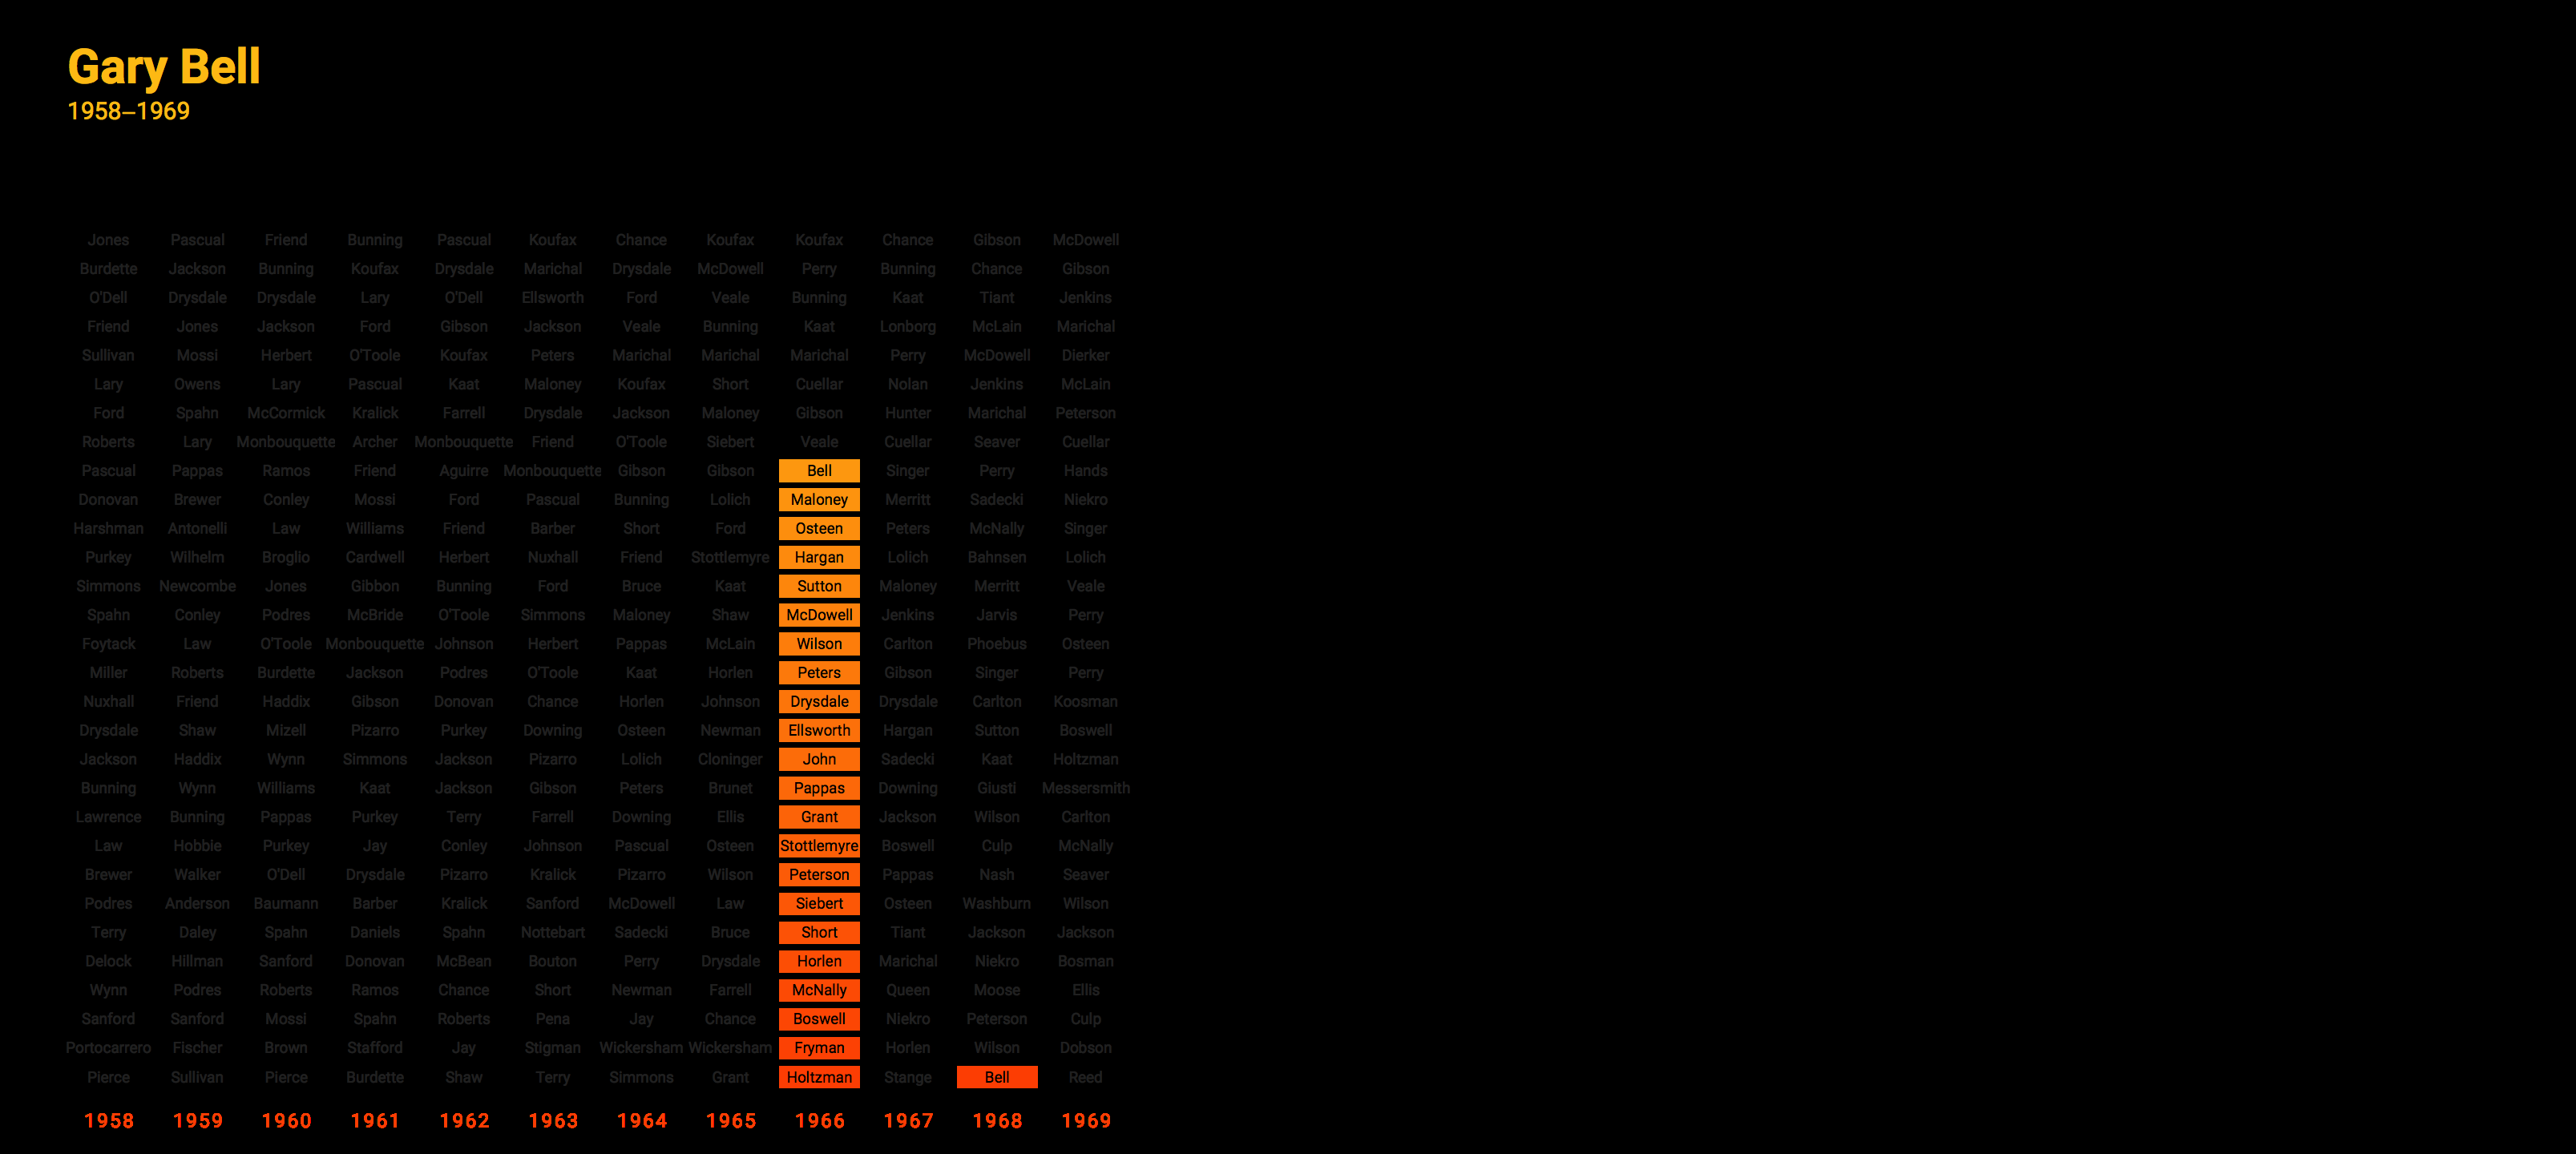 Gary Bell
1958–1969
Jones Pascual Friend Bunning Pascual Koufax Chance Koufax Koufax Chance Gibson McDowell
Burdette Jackson Bunning Koufax Drysdale Marichal Drysdale McDowell Perry Bunning Chance Gibson
O'Dell Drysdale Drysdale Lary O'Dell Ellsworth Ford Veale Bunning Kaat Tiant Jenkins
Friend Jones Jackson Ford Gibson Jackson Veale Bunning Kaat Lonborg McLain Marichal
Sullivan Mossi Herbert O'Toole Koufax Peters Marichal Marichal Marichal Perry McDowell Dierker
Lary Owens Lary Pascual Kaat Maloney Koufax Short Cuellar Nolan Jenkins McLain
Ford Spahn McCormick Kralick Farrell Drysdale Jackson Maloney Gibson Hunter Marichal Peterson
Roberts Lary Monbouquette Archer Monbouquette Friend O'Toole Siebert Veale Cuellar Seaver Cuellar
Pascual Pappas Ramos Friend Aguirre Monbouquette Gibson Gibson Bell Singer Perry Hands
Donovan Brewer Conley Mossi Ford Pascual Bunning Lolich Maloney Merritt Sadecki Niekro
Harshman Antonelli Law Williams Friend Barber Short Ford Osteen Peters McNally Singer
Purkey Wilhelm Broglio Cardwell Herbert Nuxhall Friend Stottlemyre Hargan Lolich Bahnsen Lolich
Simmons Newcombe Jones Gibbon Bunning Ford Bruce Kaat Sutton Maloney Merritt Veale
Spahn Conley Podres McBride O'Toole Simmons Maloney Shaw McDowell Jenkins Jarvis Perry
Foytack Law O'Toole Monbouquette Johnson Herbert Pappas McLain Wilson Carlton Phoebus Osteen
Miller Roberts Burdette Jackson Podres O'Toole Kaat Horlen Peters Gibson Singer Perry
Nuxhall Friend Haddix Gibson Donovan Chance Horlen Johnson Drysdale Drysdale Carlton Koosman
Drysdale Shaw Mizell Pizarro Purkey Downing Osteen Newman Ellsworth Hargan Sutton Boswell
Jackson Haddix Wynn Simmons Jackson Pizarro Lolich Cloninger John Sadecki Kaat Holtzman
Bunning Wynn Williams Kaat Jackson Gibson Peters Brunet Pappas Downing Giusti Messersmith
Lawrence Bunning Pappas Purkey Terry Farrell Downing Ellis Grant Jackson Wilson Carlton
Law Hobbie Purkey Jay Conley Johnson Pascual Osteen Stottlemyre Boswell Culp McNally
Brewer Walker O'Dell Drysdale Pizarro Kralick Pizarro Wilson Peterson Pappas Nash Seaver
Podres Anderson Baumann Barber Kralick Sanford McDowell Law Siebert Osteen Washburn Wilson
Terry Daley Spahn Daniels Spahn Nottebart Sadecki Bruce Short Tiant Jackson Jackson
Delock Hillman Sanford Donovan McBean Bouton Perry Drysdale Horlen Marichal Niekro Bosman
Wynn Podres Roberts Ramos Chance Short Newman Farrell McNally Queen Moose Ellis
Sanford Sanford Mossi Spahn Roberts Pena Jay Chance Boswell Niekro Peterson Culp
Portocarrero Fischer Brown Stafford Jay Stigman Wickersham Wickersham Fryman Horlen Wilson Dobson
Pierce Sullivan Pierce Burdette Shaw Terry Simmons Grant Holtzman Stange Bell Reed
1958 1959 1960 1961 1962 1963 1964 1965 1966 1967 1968 1969